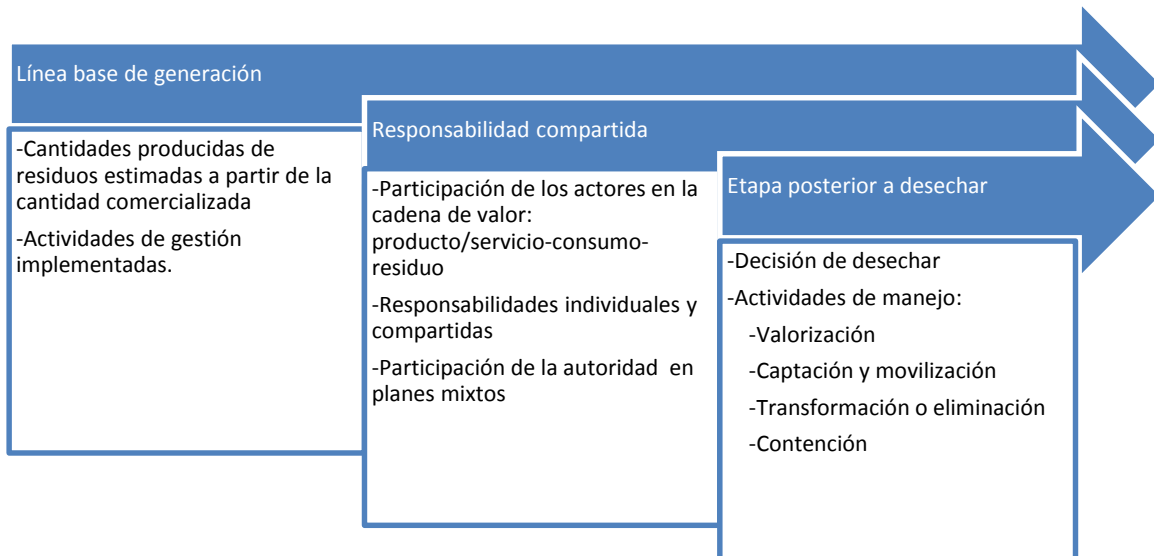 Línea base de generación
-Cantidades producidas de
residuos estimadas a partir de la
cantidad comercializada
-Actividades de gestión
implementadas.
Responsabilidad compartida
-Participación de los actores en la
cadena de valor:
producto/servicio-consumo-
residuo
-Responsabilidades individuales y
compartidas
-Participación de la autoridad en
planes mixtos
Etapa posterior a desechar
-Decisión de desechar
-Actividades de manejo:
-Valorización
-Captación y movilización
-Transformación o eliminación
-Contención